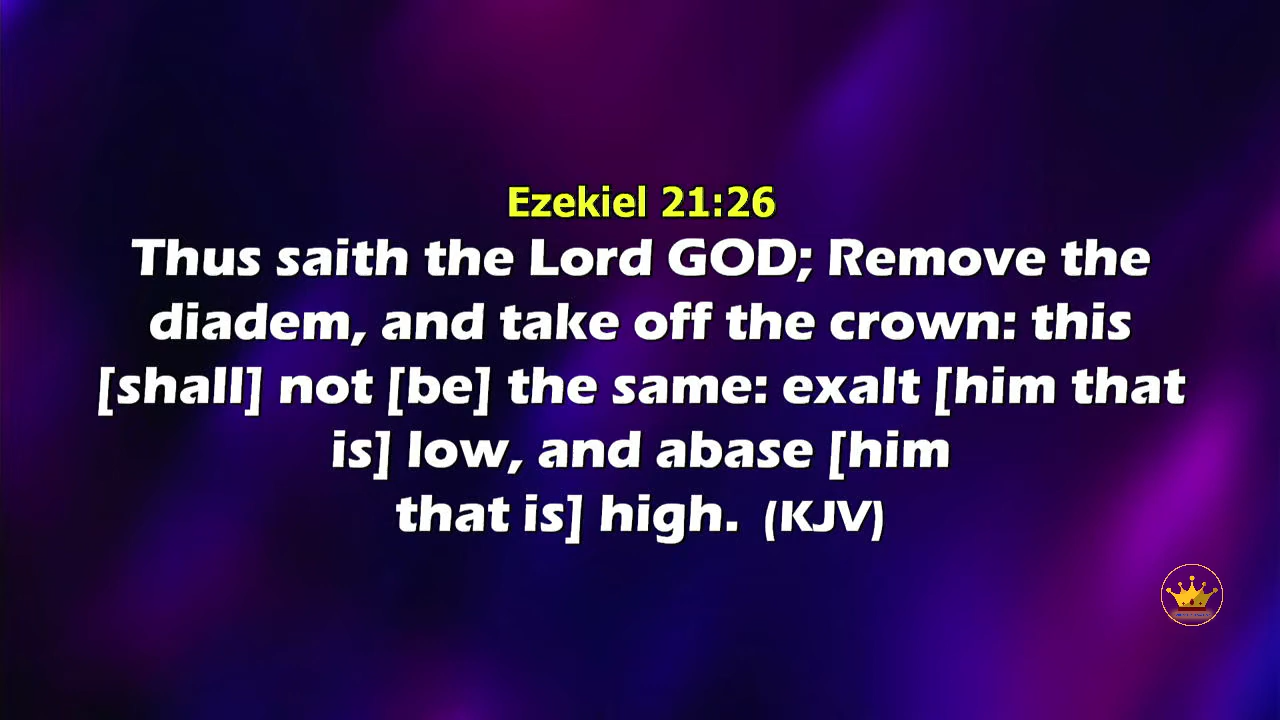 Ezekiel 21:26
Thus saith the Lord GOD; Remove the
diadem, and take off the crown: this
[shall] not [be] the same: exalt [him that
is] low, and abase [him
that is] high. (KJV)